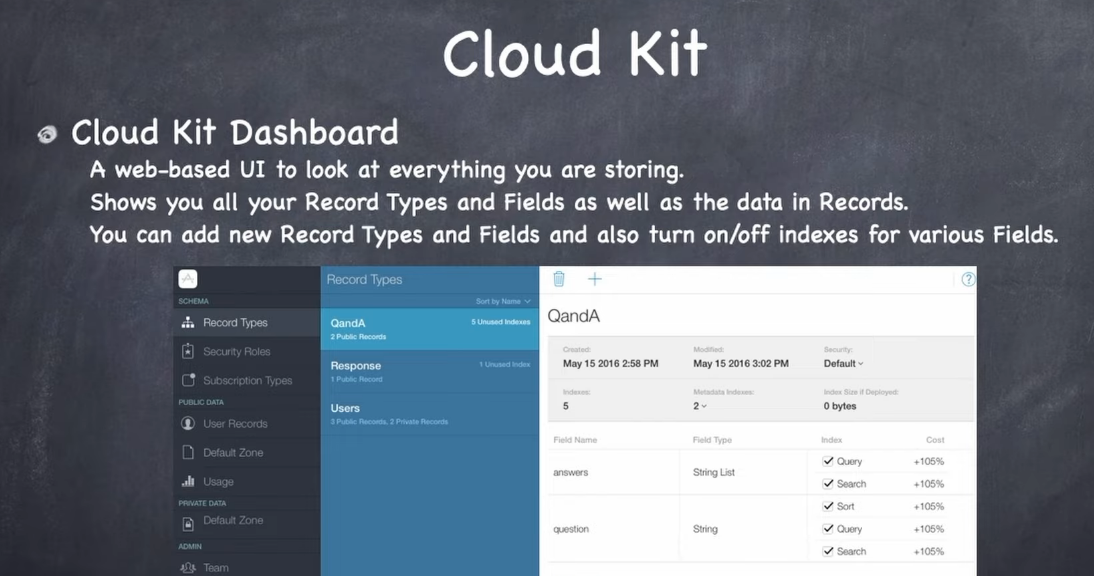 Cloud Kit
Cloud Kit Dashboard
A web-based UI to look at everything you are storing.
Shows you all your Record Types and Fields as well as the data in Records.
You can add new Record Types and Fields and also turn on/off indexes for various Fields.
SCHEMA
Record Types
Security Roles
Subscription Types
PUBLIC DATA
User Records
Default Zone
Usage
PRIVATE DATA
Default Zone
ADMIN
Team
Record Types
Sort by Name
QandA 5 Unused Indexes
2 Public Records
Response 1 Unused Index
1 Public Record
Users
3 Public Records, 2 Private Records
?
QandA
Created: Modified: Security:
May 15 2016 2:58 PM May 15 2016 3:02 PM Default
Indexes: Metadata Indexes: Index Size if Deployed:
5 2 0 bytes
Field Name Field Type Index Cost
answers String List
Query +105%
Search +105%
question String
Sort +105%
Query +105%
Search +105%